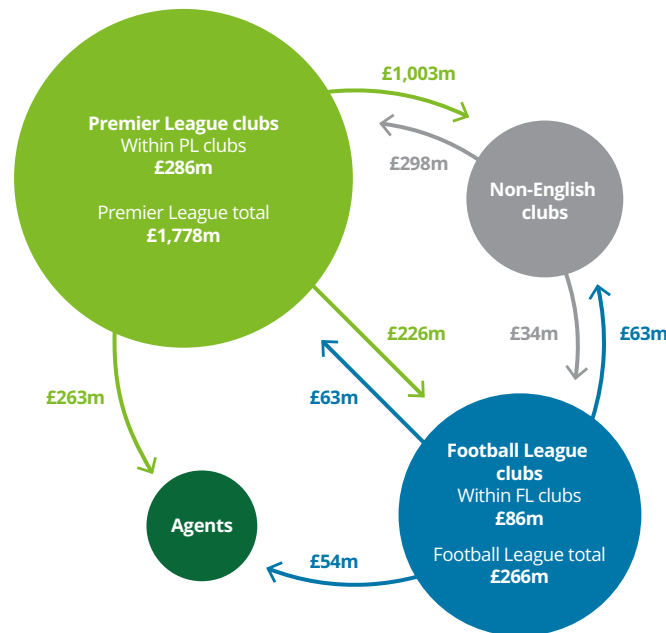 £1,003m
Premier League clubs
Within PL clubs
£286m
£298m
Non-English
clubs
Premier League total
£1,778m
£226m
£34m
£63m
£263m
£63m
Football League
clubs
Within FL clubs
£86m
Agents
Football League total
£266m
£54m